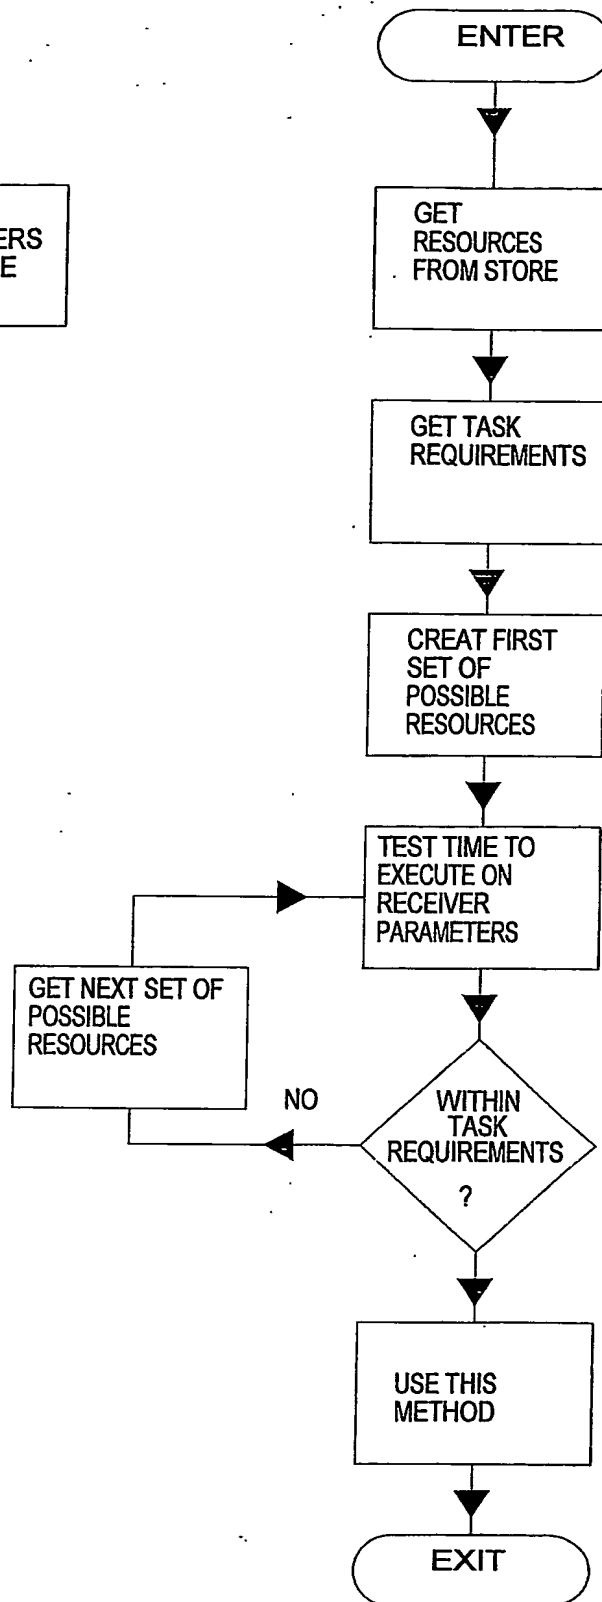 ENTER
ERS
E
GET
RESOURCES
FROM STORE
GET TASK
REQUIREMENTS
CREAT FIRST
SET OF
POSSIBLE
RESOURCES
TEST TIME TO
EXECUTE ON
RECEIVER
PARAMETERS
GET NEXT SET OF
POSSIBLE
RESOURCES
NO
WITHIN
TASK
REQUIREMENTS
?
USE THIS
METHOD
EXIT